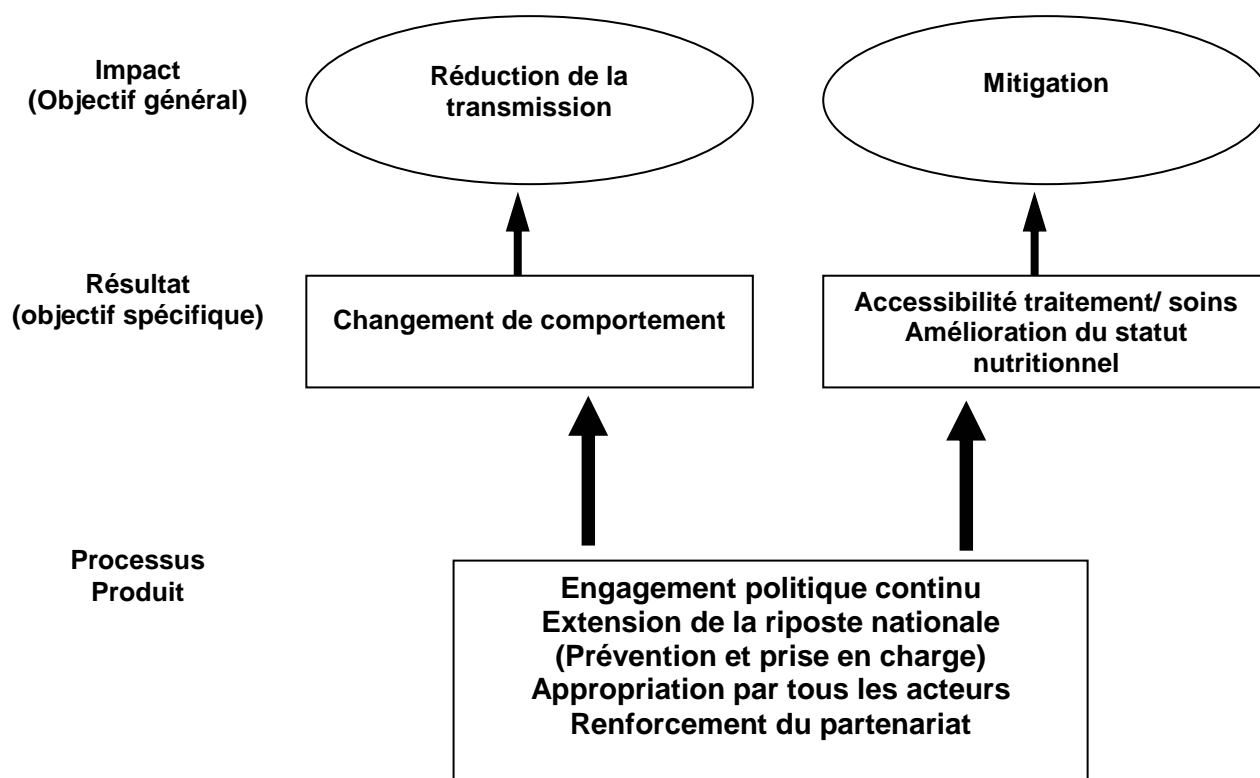 Impact
(Objectif général)
Réduction de la
transmission
Mitigation
Résultat
(objectif spécifique)
Changement de comportement
Accessibilité traitement/ soins
Amélioration du statut
nutritionnel
Processus
Produit
Engagement politique continu
Extension de la riposte nationale
(Prévention et prise en charge)
Appropriation par tous les acteurs
Renforcement du partenariat